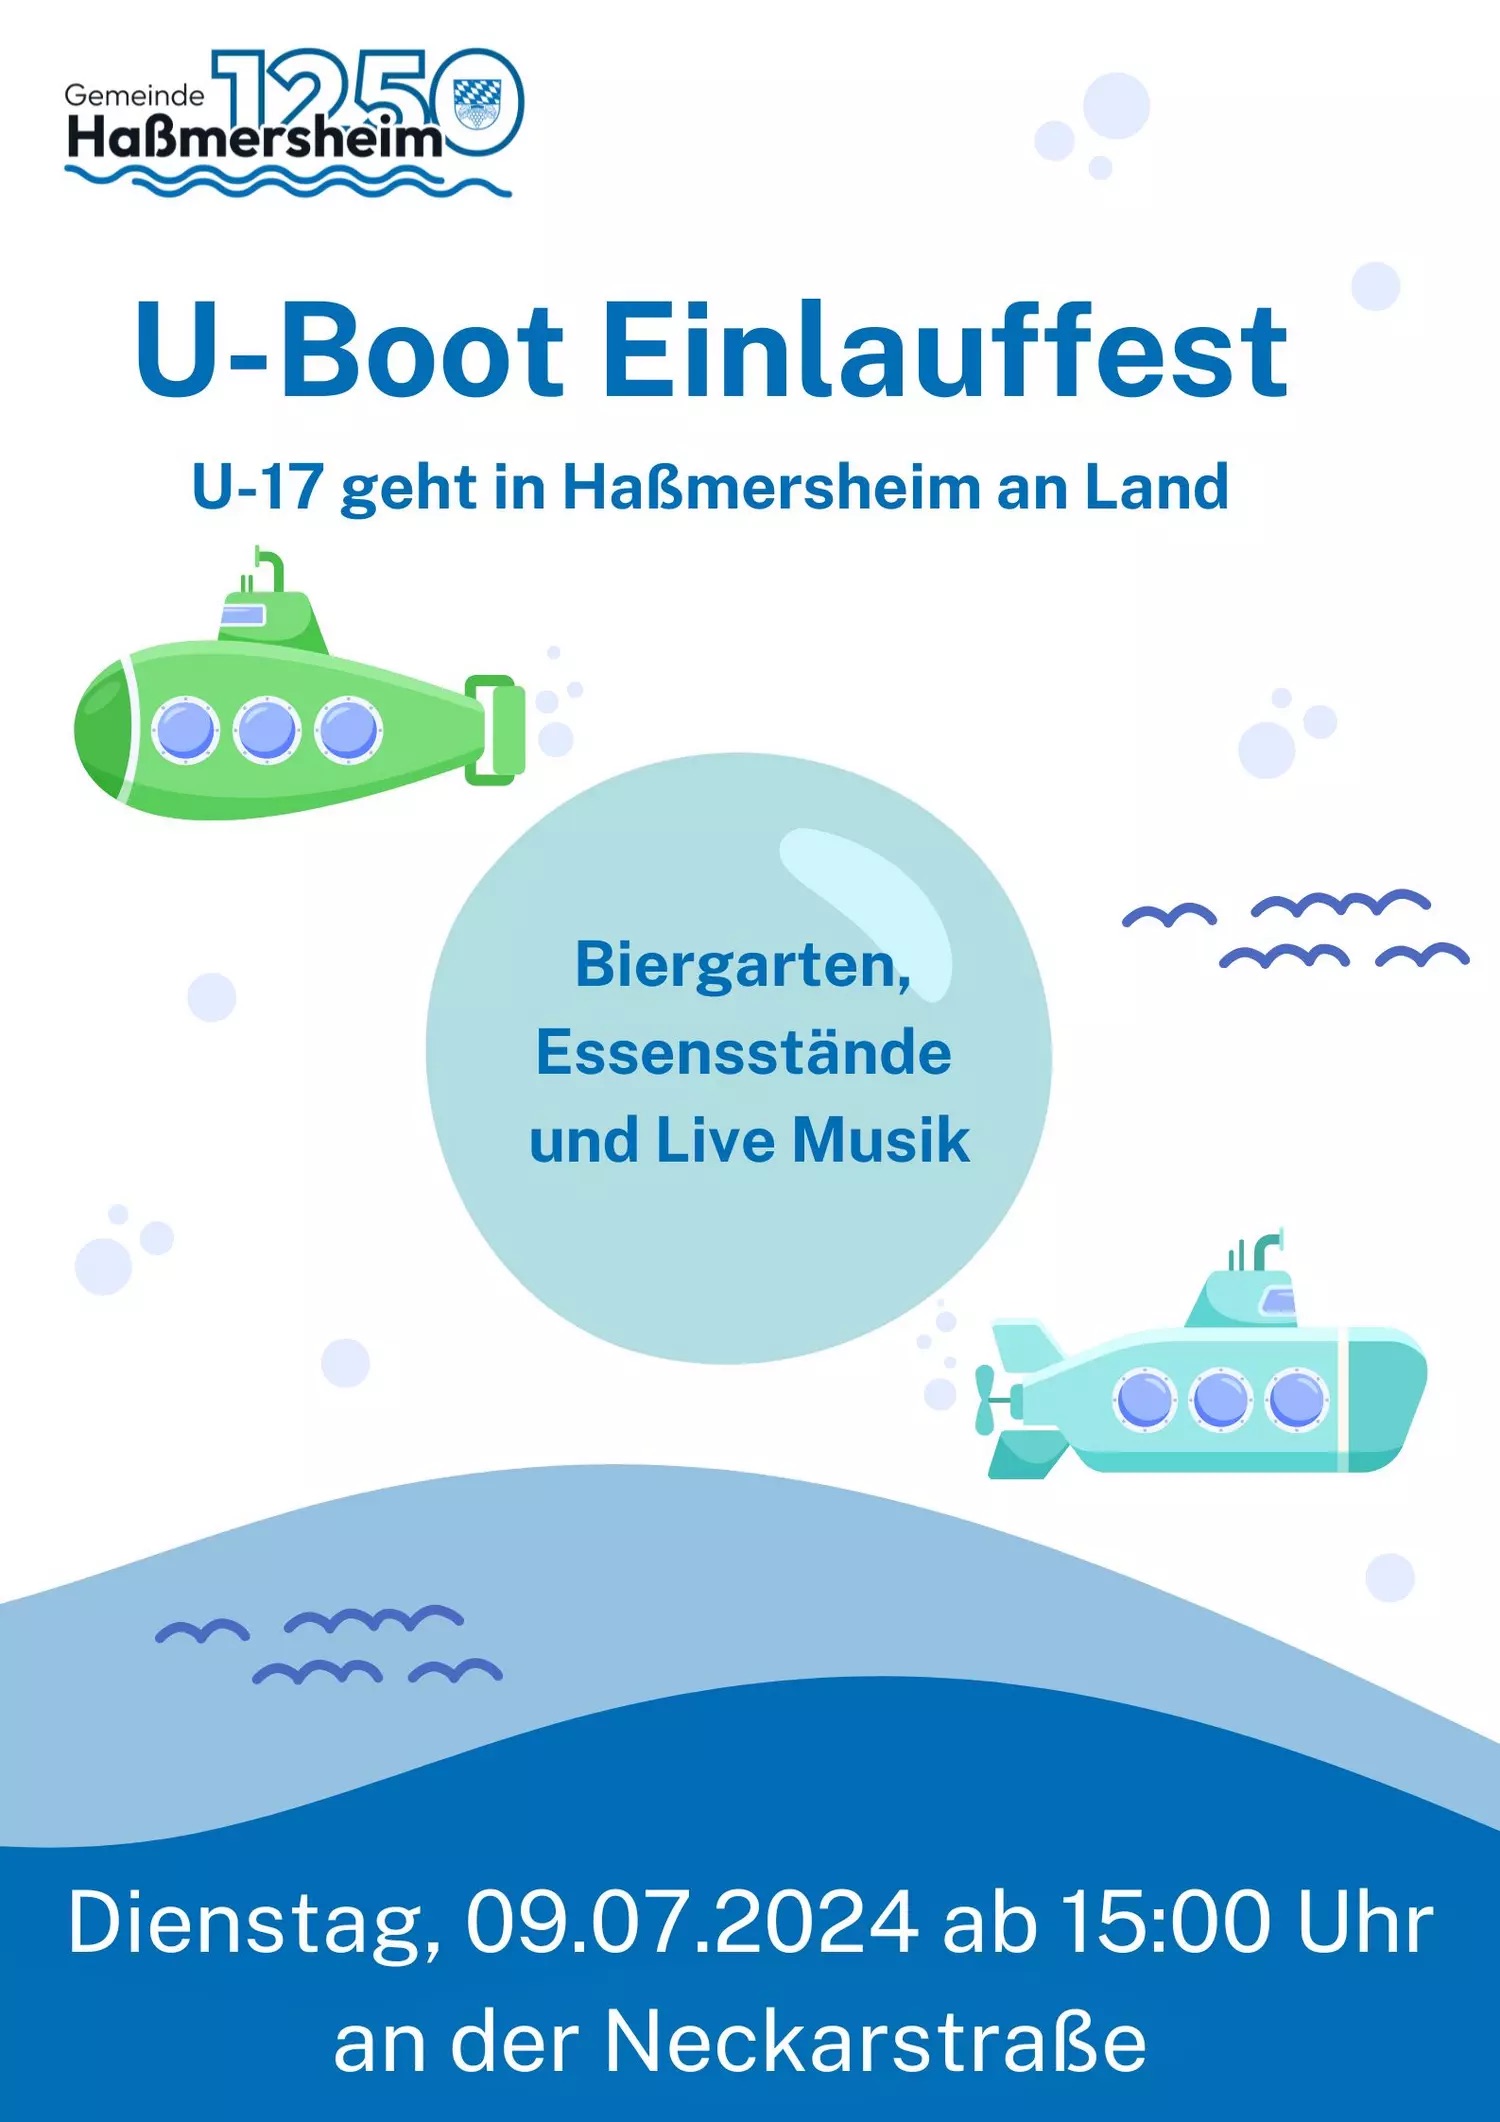 Gemeinde 1250
Haßmersheim
U-Boot Einlauffest
U-17 geht in Haßmersheim an Land
Biergarten,
Essensstände
und Live Musik
Dienstag, 09.07.2024 ab 15:00 Uhr
an der Neckarstraße